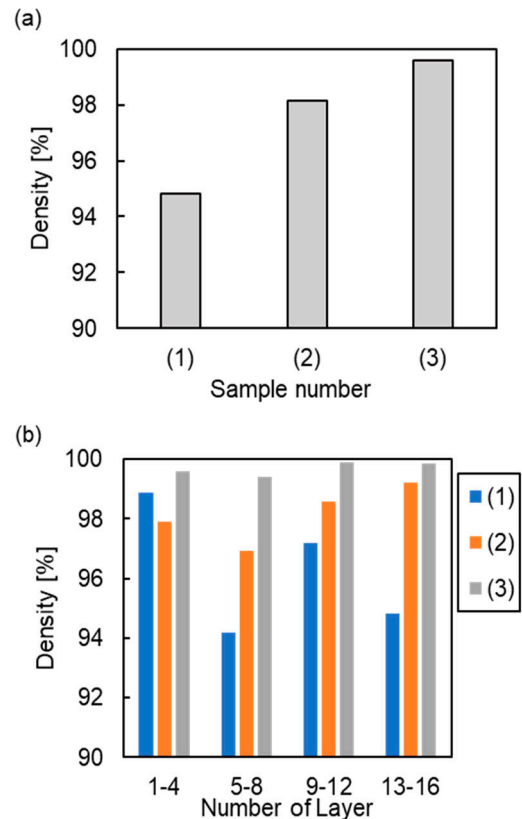 (a)
Density [%]
100
98
96
94
92
90
(1) (2) (3)
Sample number
(b)
Density [%]
100
98
96
94
92
90
1-4 5-8 9-12 13-16
Number of Layer
(1)
(2)
(3)